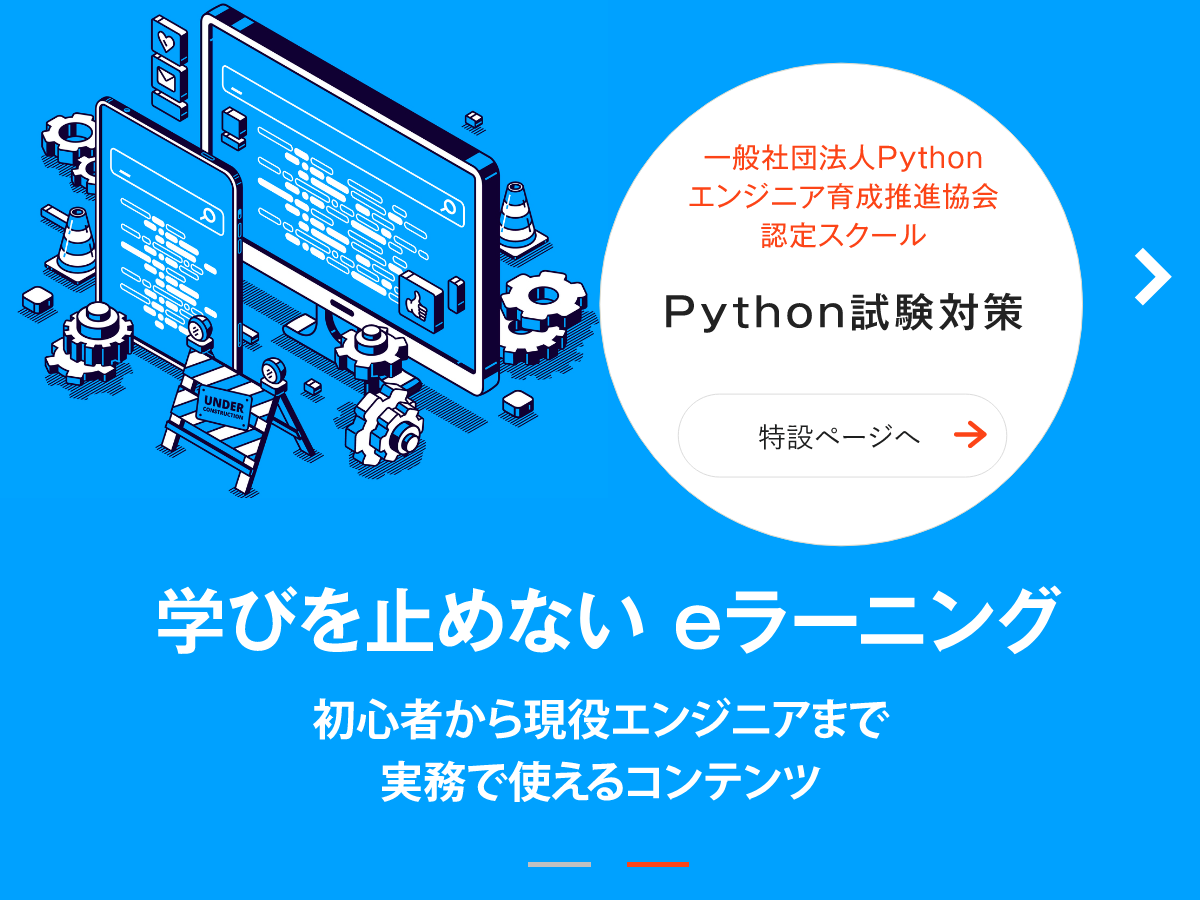 UNDER
CONSTRUCTION
一般社団法人Python
エンジニア育成推進協会
認定スクール
Python試験対策
特設ページへ
学びを止めない eラーニング
初心者から現役エンジニアまで
実務で使えるコンテンツ